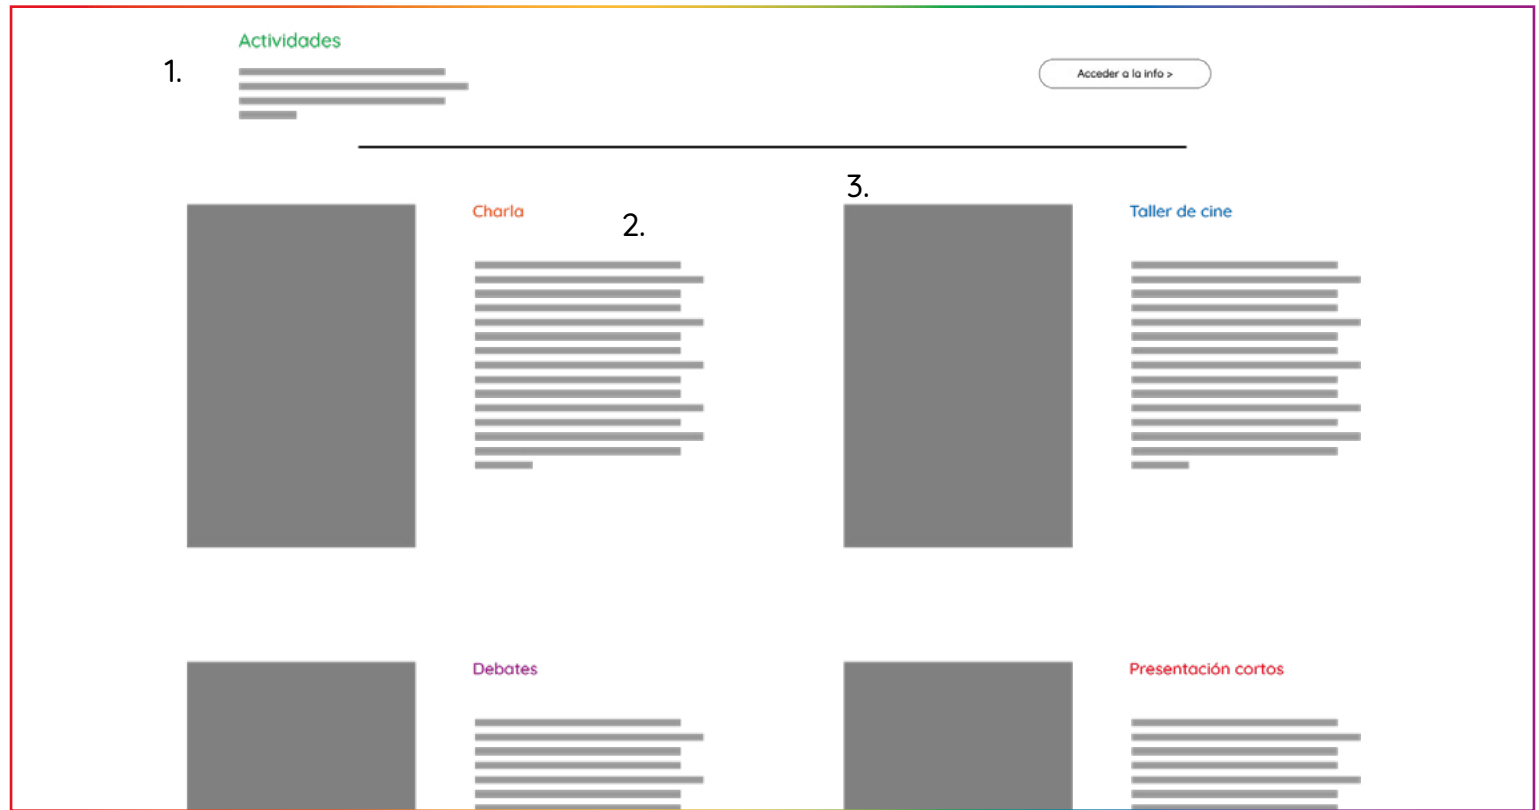 Actividades
1.
Acceder a la info >
Charla
2.
3.
Taller de cine
Debates
Presentación cortos